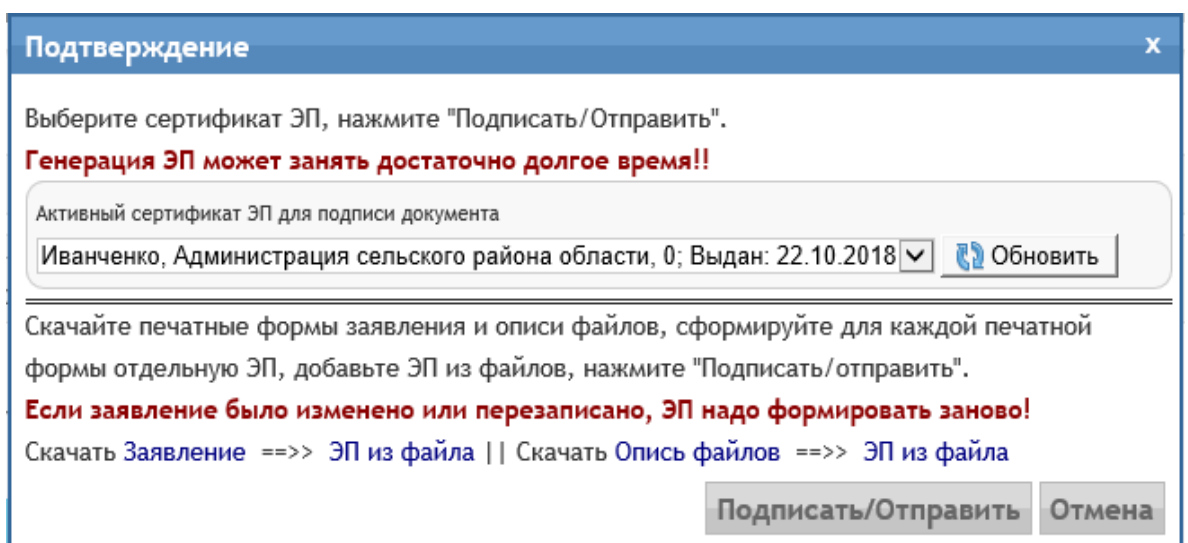 Подтверждение x
Выберите сертификат ЭП, нажмите "Подписать/Отправить".
Генерация ЭП может занять достаточно долгое время!!
Активный сертификат ЭП для подписи документа
Иванченко, Администрация сельского района области, 0; Выдан: 22.10.2018 Обновить
Скачайте печатные формы заявления и описи файлов, сформируйте для каждой печатной
формы отдельную ЭП, добавьте ЭП из файлов, нажмите "Подписать/отправить".
Если заявление было изменено или перезаписано, ЭП надо формировать заново!
Скачать Заявление ==>> ЭП из файла || Скачать Опись файлов ==>> ЭП из файла
Подписать/Отправить Отмена